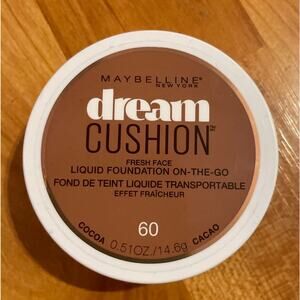 MAYBELLINE
NEW YORK
dream
CUSHION™
FRESH FACE
LIQUID FOUNDATION ON-THE-GO
FOND DE TEINT LIQUIDE TRANSPORTABLE
EFFET FRAÎCHEUR
60
COCOA 0.51OZ./14.6g CACAO